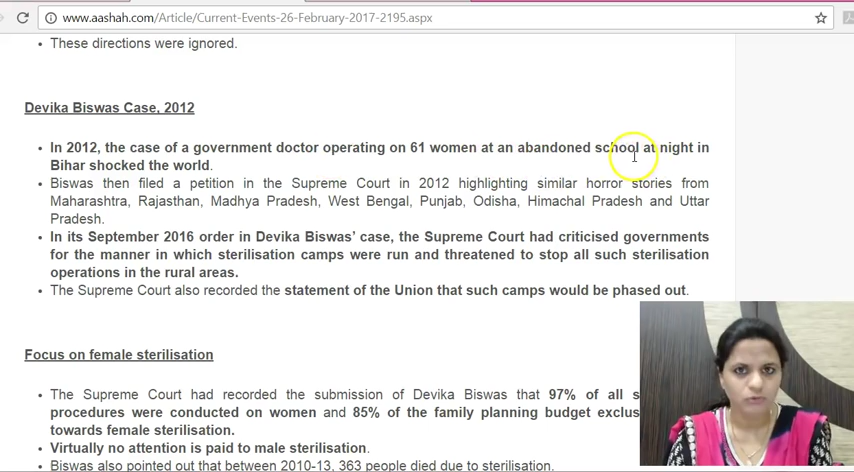 www.aashah.com/Article/Current-Events-26-February-2017-2195.aspx
• These directions were ignored.
Devika Biswas Case, 2012
• In 2012, the case of a government doctor operating on 61 women at an abandoned school at night in
Bihar shocked the world.
• Biswas then filed a petition in the Supreme Court in 2012 highlighting similar horror stories from
Maharashtra, Rajasthan, Madhya Pradesh, West Bengal, Punjab, Odisha, Himachal Pradesh and Uttar
Pradesh.
• In its September 2016 order in Devika Biswas' case, the Supreme Court had criticised governments
for the manner in which sterilisation camps were run and threatened to stop all such sterilisation
operations in the rural areas.
• The Supreme Court also recorded the statement of the Union that such camps would be phased out.
Focus on female sterilisation
• The Supreme Court had recorded the submission of Devika Biswas that 97% of all s
procedures were conducted on women and 85% of the family planning budget exclus
towards female sterilisation.
• Virtually no attention is paid to male sterilisation.
• Biswas also pointed out that between 2010-13, 363 people died due to sterilisation.